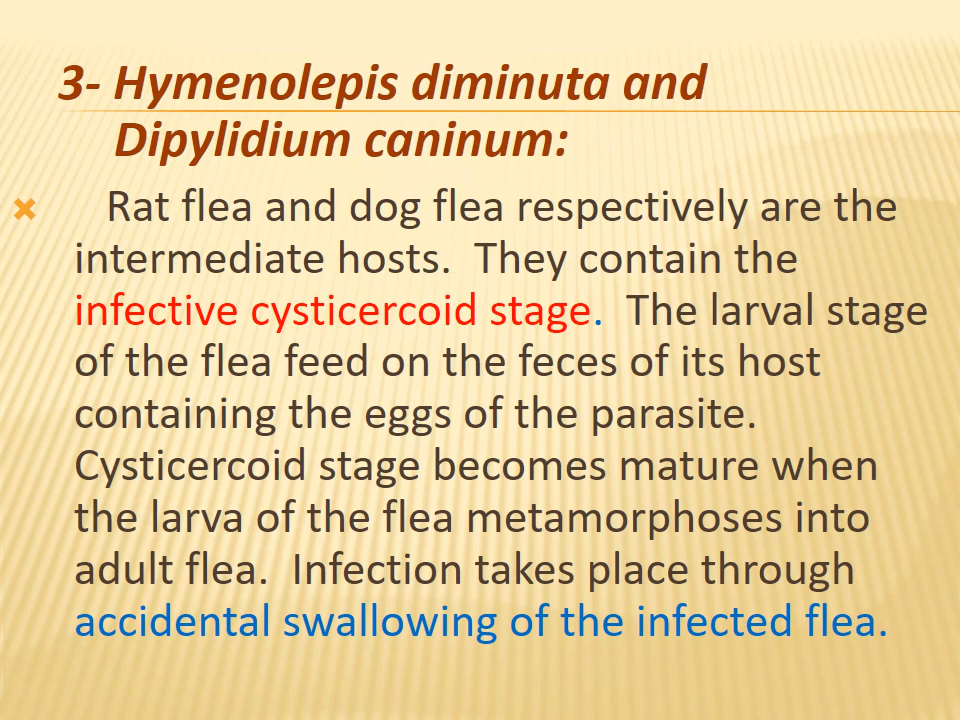 3- Hymenolepis diminuta and
Dipylidium caninum:
Rat flea and dog flea respectively are the
intermediate hosts.  They contain the
infective cysticercoid stage.  The larval stage
of the flea feed on the feces of its host
containing the eggs of the parasite.
Cysticercoid stage becomes mature when
the larva of the flea metamorphoses into
adult flea.  Infection takes place through
accidental swallowing of the infected flea.